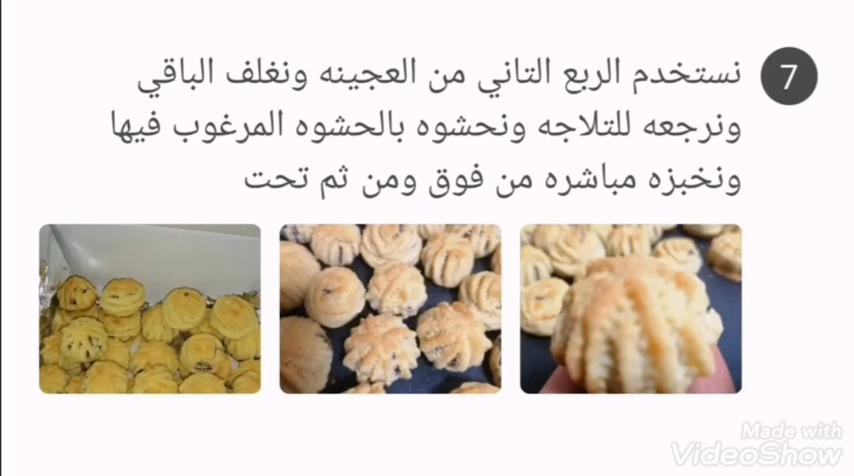 7
نستخدم الربع التاني من العجينه ونغلف الباقي
ونرجعه للتلاجه ونحشوه بالحشوه المرغوب فيها
ونخبزه مباشره من فوق ومن ثم تحت
Made with
VideoShow